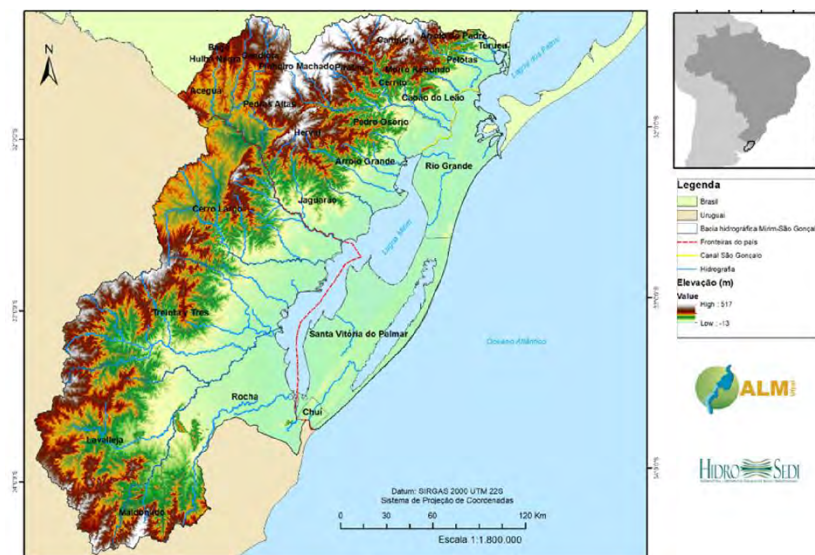 N
Bagé
Hulha Negra
Candiota
Aceguá
Pinheiro Machado
Piratini
Canguçu
Arroio do Padre
Turuçu
Pelotas
Morro Redondo
Cerrito
Capão do Leão
Pedras Altas
Pedro Osório
Herval
Arroio Grande
Rio Grande
Jaguarão
Cerro Largo
Lagoa dos Patos
Lagoa Mirim
Treinta y Tres
Santa Vitória do Palmar
Oceano Atlântico
Rocha
Chuí
Lavalleja
Maldonado
Datum: SIRGAS 2000 UTM 22S
Sistema de Projeção de Coordenadas
0 30 60 120 Km
Escala 1:1.800.000
Legenda
Brasil
Uruguai
Bacia hidrográfica Mirim-São Gonçalo
Fronteiras do país
Canal São Gonçalo
Hidrografia
Elevação (m)
Value
High : 517
Low : -13
ALM
HIDROSEDI